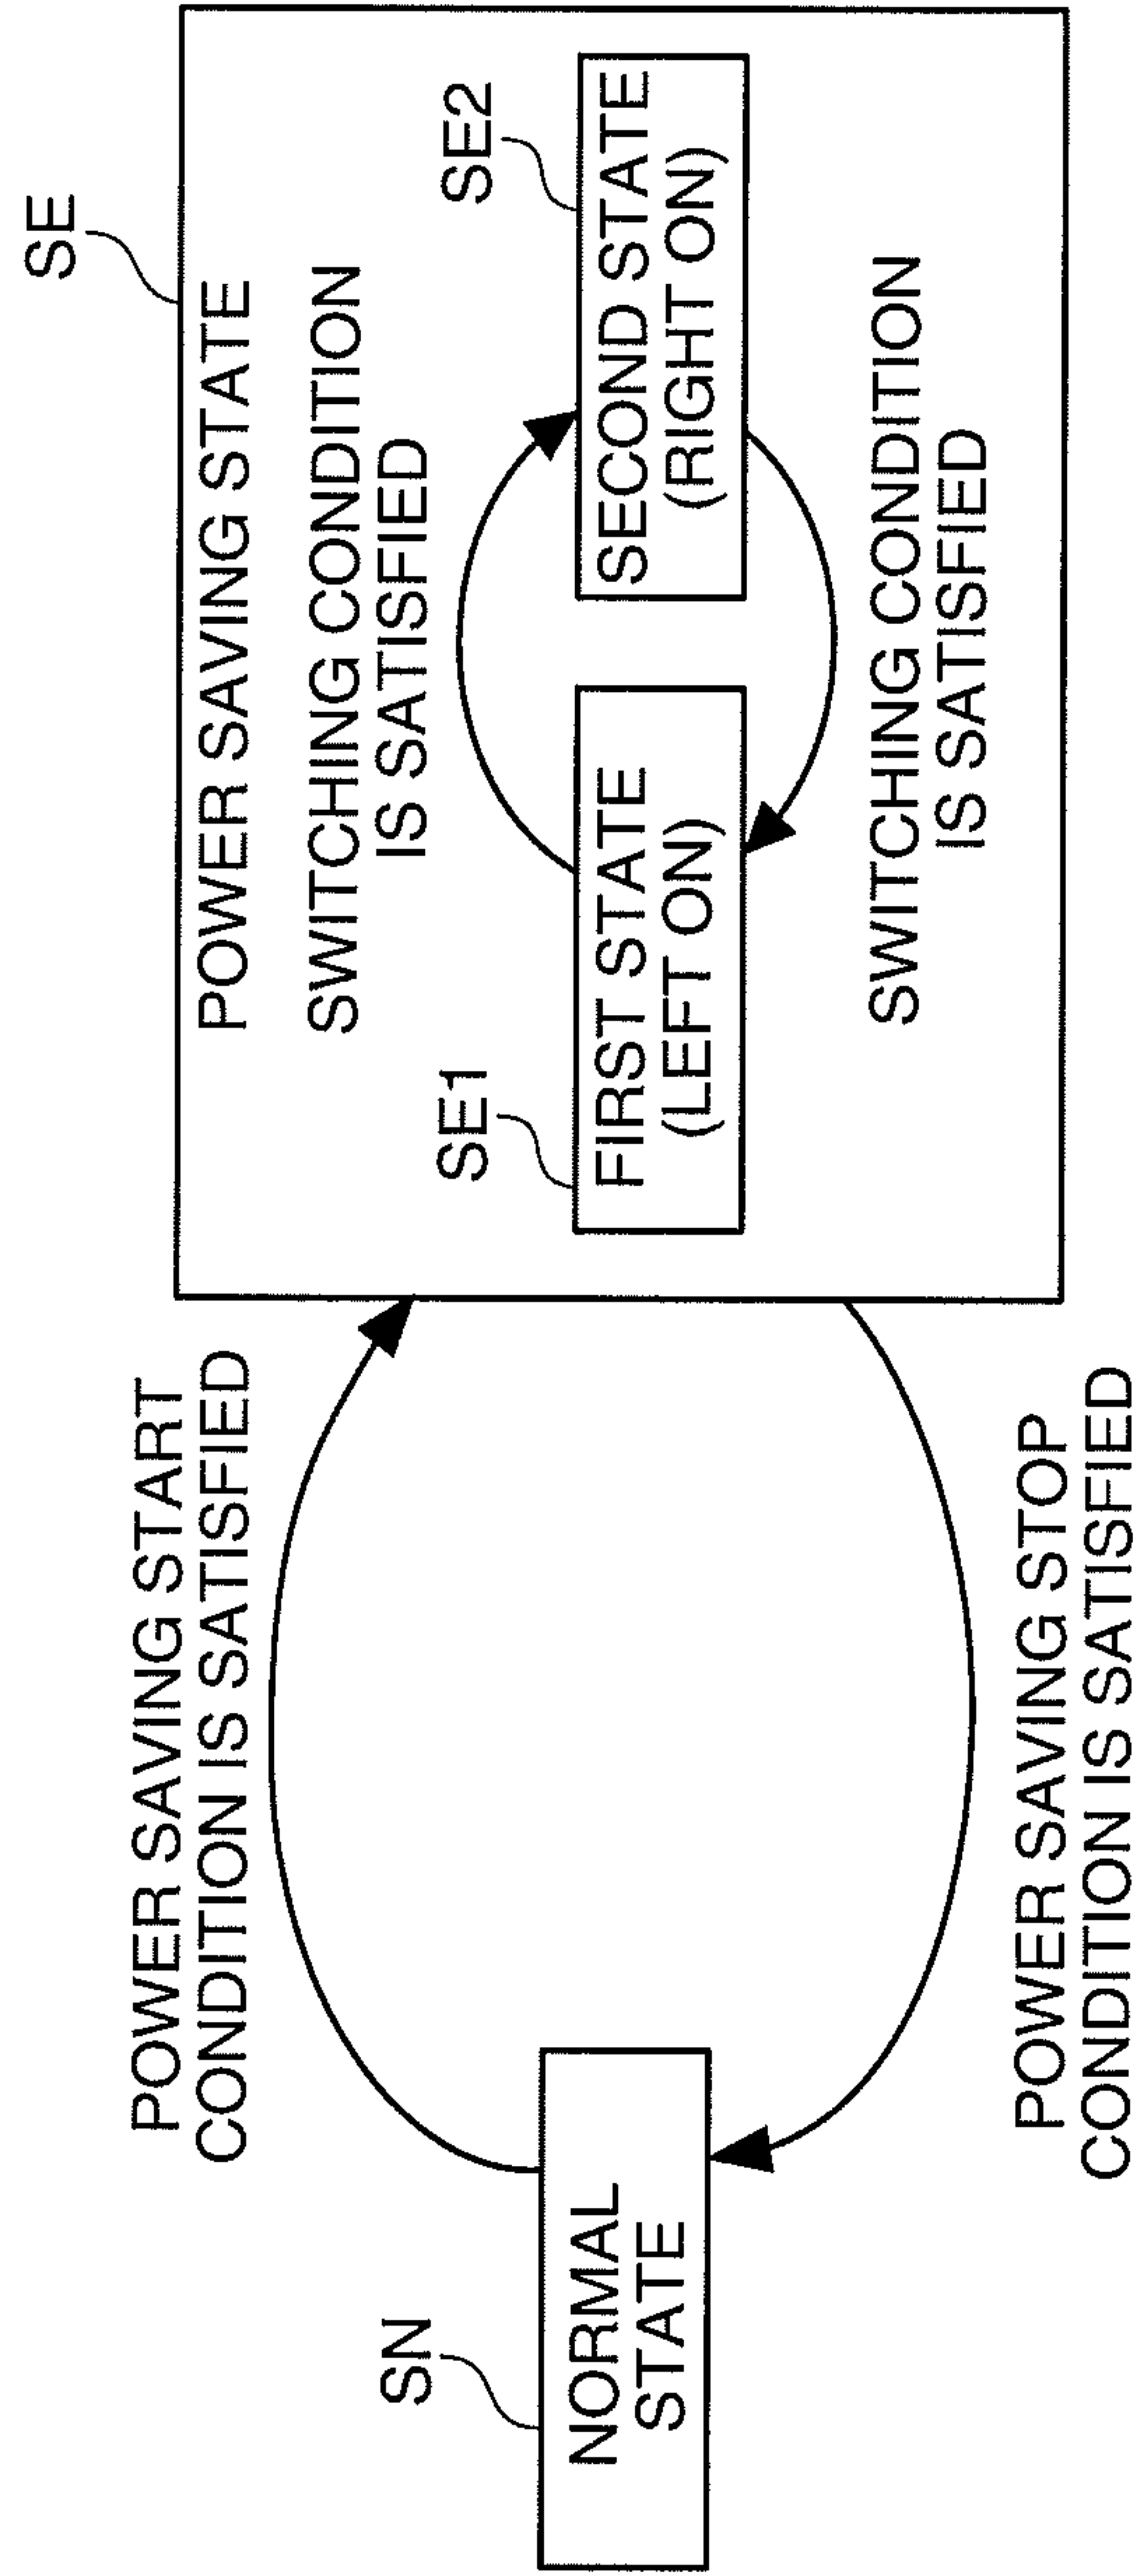 SE
POWER SAVING STATE
SWITCHING CONDITION
IS SATISFIED
SE1
FIRST STATE
(LEFT ON)
SE2
SECOND STATE
(RIGHT ON)
SWITCHING CONDITION
IS SATISFIED
POWER SAVING START
CONDITION IS SATISFIED
SN
NORMAL
STATE
POWER SAVING STOP
CONDITION IS SATISFIED